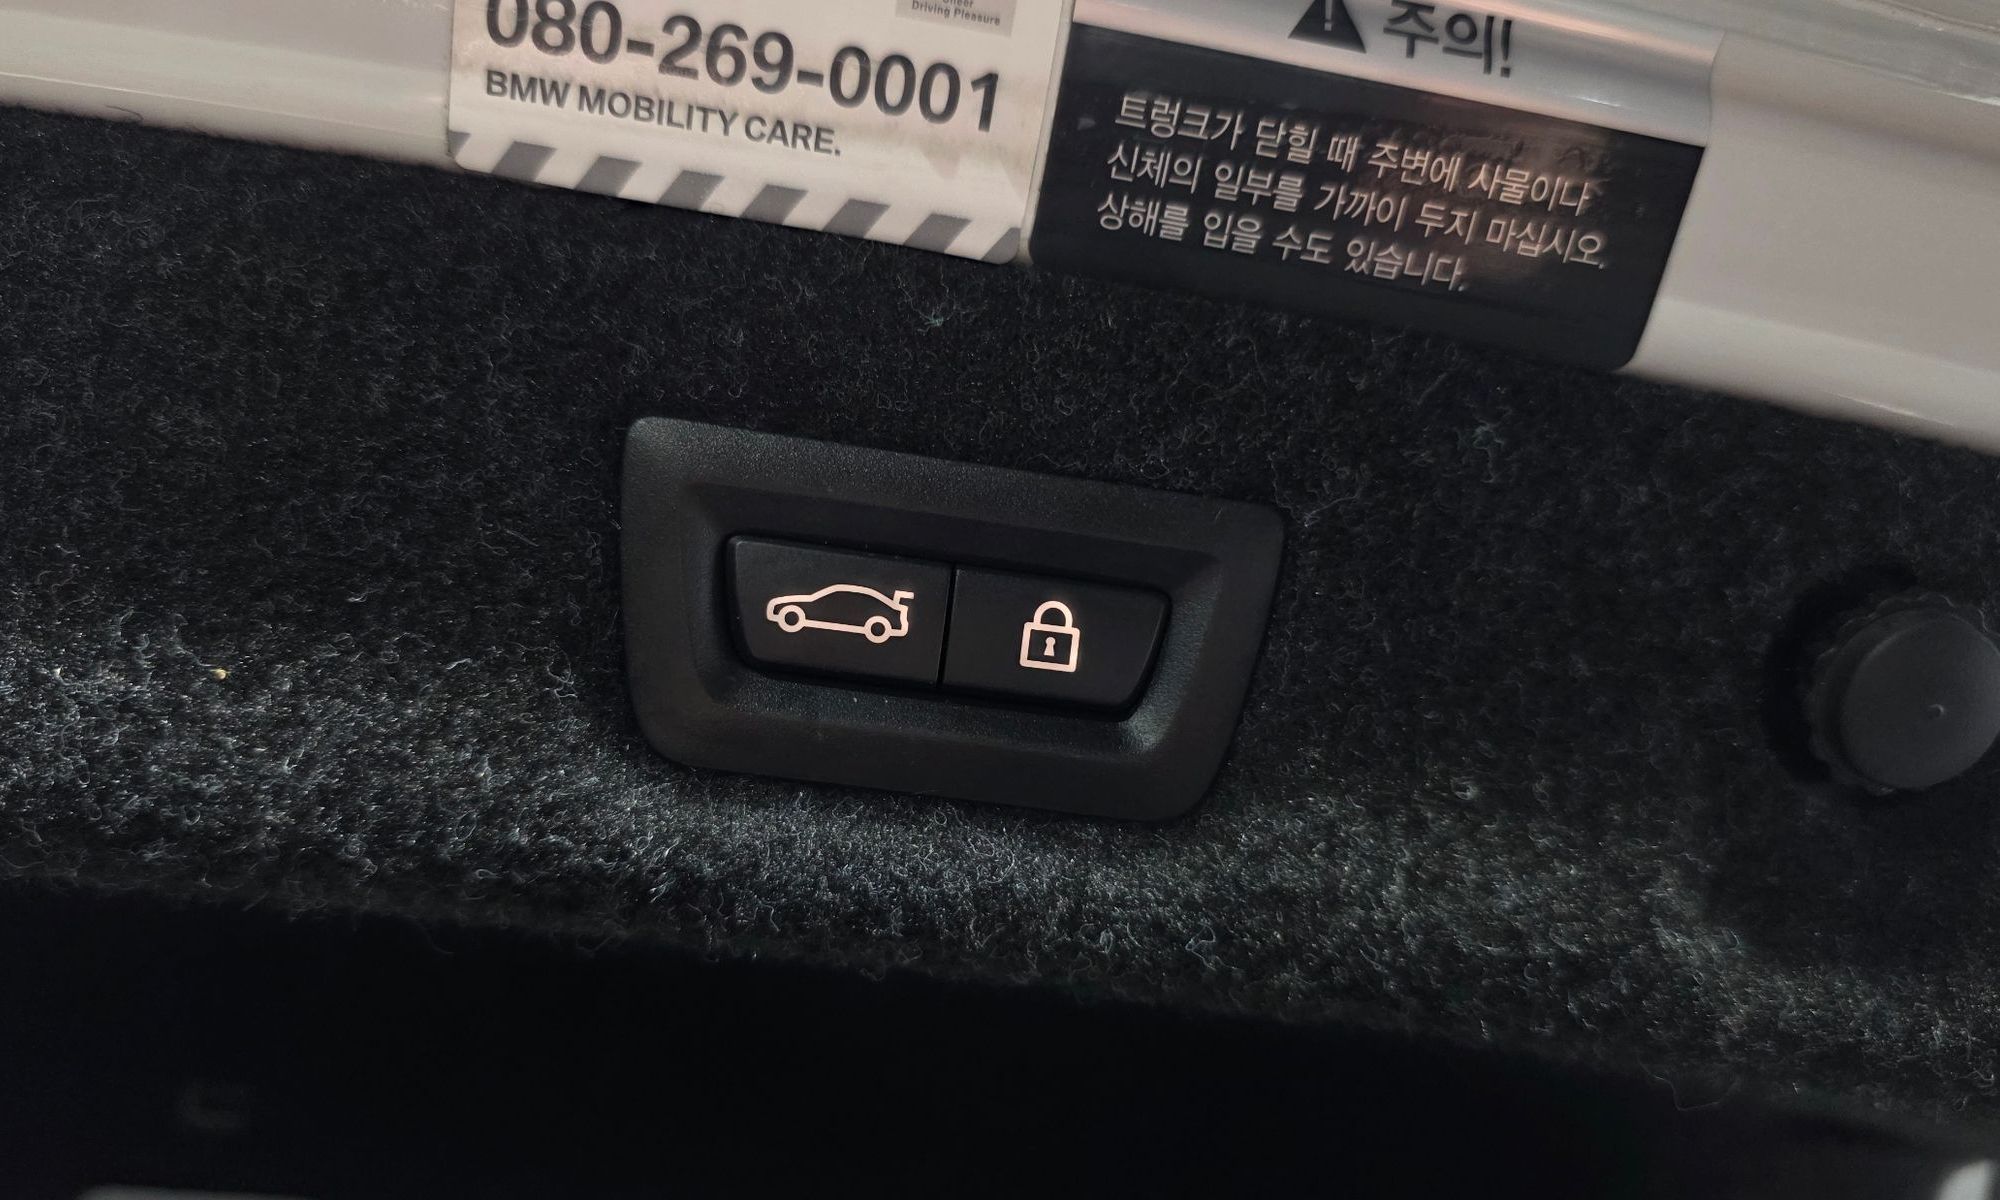 Driving Pleasure
080-269-0001
BMW MOBILITY CARE.
주의!
트렁크가 닫힐 때 주변에 사물이나
신체의 일부를 가까이 두지 마십시오.
상해를 입을 수도 있습니다.